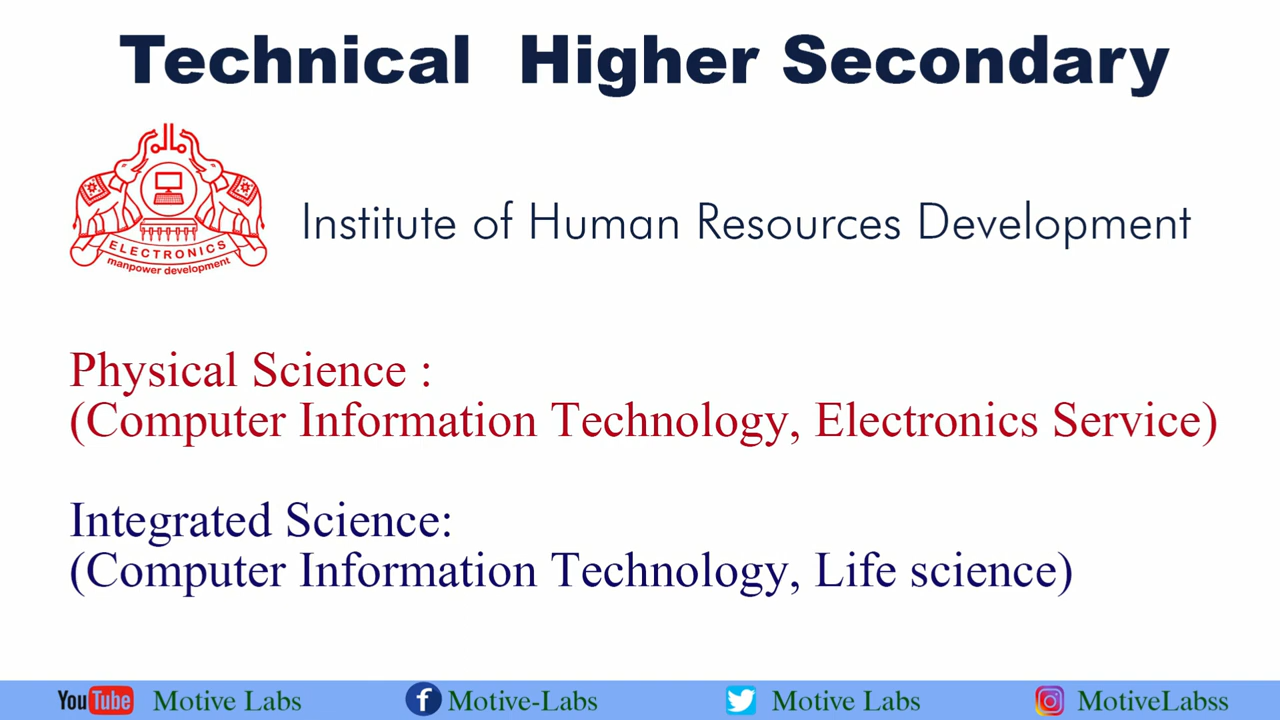 Technical Higher Secondary
ELECTRONICS
manpower development
Institute of Human Resources Development
Physical Science :
(Computer Information Technology, Electronics Service)
Integrated Science:
(Computer Information Technology, Life science)
YouTube Motive Labs f Motive-Labs Motive Labs MotiveLabss